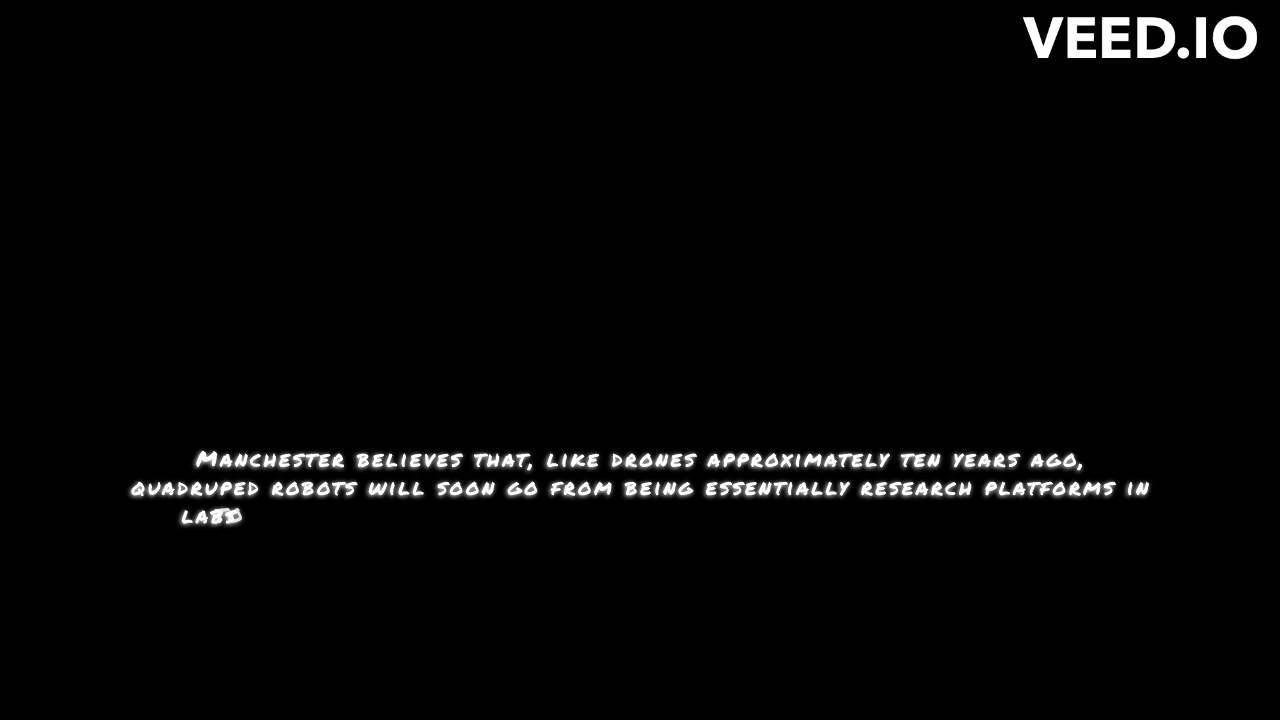 VEED.IO
Manchester believes that, like drones approximately ten years ago,
quadruped robots will soon go from being essentially research platforms in